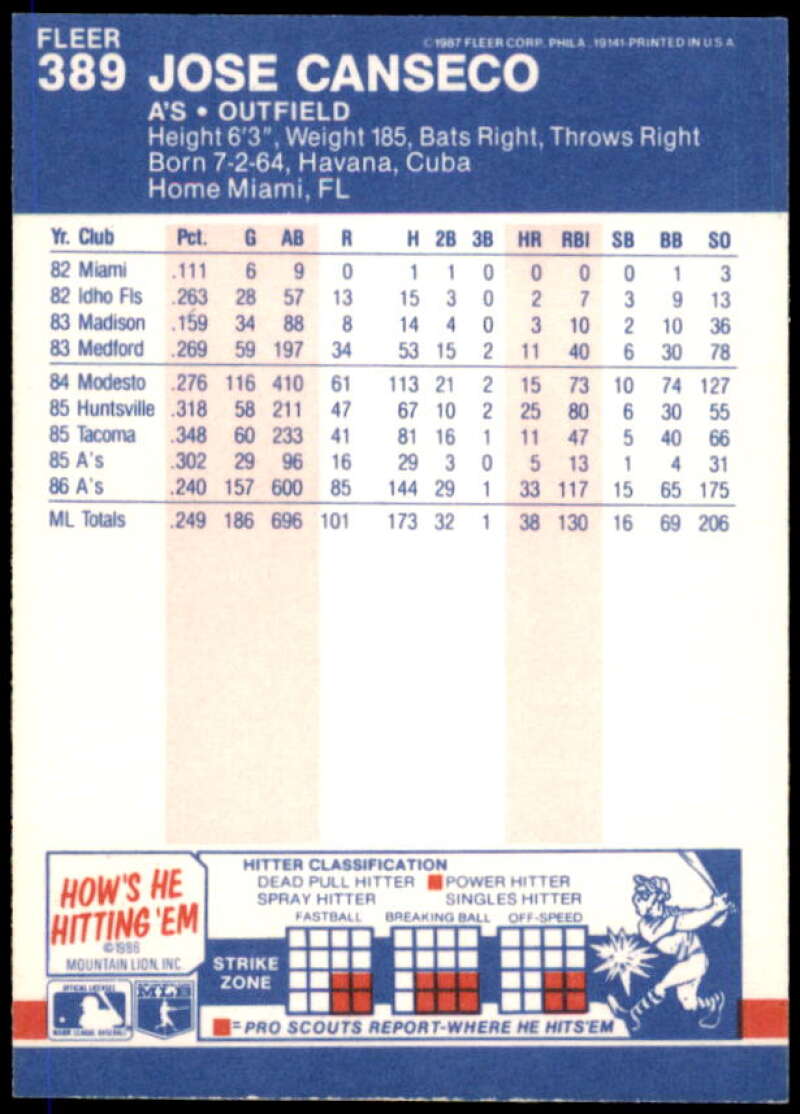 FLEER
389 JOSE CANSECO
©1987 FLEER CORP. PHILA. 19141-PRINTED IN U S A
A'S • OUTFIELD
Height 6'3", Weight 185, Bats Right, Throws Right
Born 7-2-64, Havana, Cuba
Home Miami, FL
Yr. Club Pct. G AB R H 2B 3B HR RBI SB BB SO
82 Miami .111 6 9 0 1 1 0 0 0 0 1 3
82 Idho Fls .263 28 57 13 15 3 0 2 7 3 9 13
83 Madison .159 34 88 8 14 4 0 3 10 2 10 36
83 Medford .269 59 197 34 53 15 2 11 40 6 30 78
84 Modesto .276 116 410 61 113 21 2 15 73 10 74 127
85 Huntsville .318 58 211 47 67 10 2 25 80 6 30 55
85 Tacoma .348 60 233 41 81 16 1 11 47 5 40 66
85 A's .302 29 96 16 29 3 0 5 13 1 4 31
86 A's .240 157 600 85 144 29 1 33 117 15 65 175
ML Totals .249 186 696 101 173 32 1 38 130 16 69 206
HOW'S HE
HITTING 'EM
©1986
MOUNTAIN LION, INC.
OFFICIAL LICENSEE
MAJOR LEAGUE BASEBALL
MLB
HITTER CLASSIFICATION
DEAD PULL HITTER POWER HITTER
SPRAY HITTER SINGLES HITTER
FASTBALL BREAKING BALL OFF-SPEED
STRIKE
ZONE
= PRO SCOUTS REPORT-WHERE HE HITS'EM